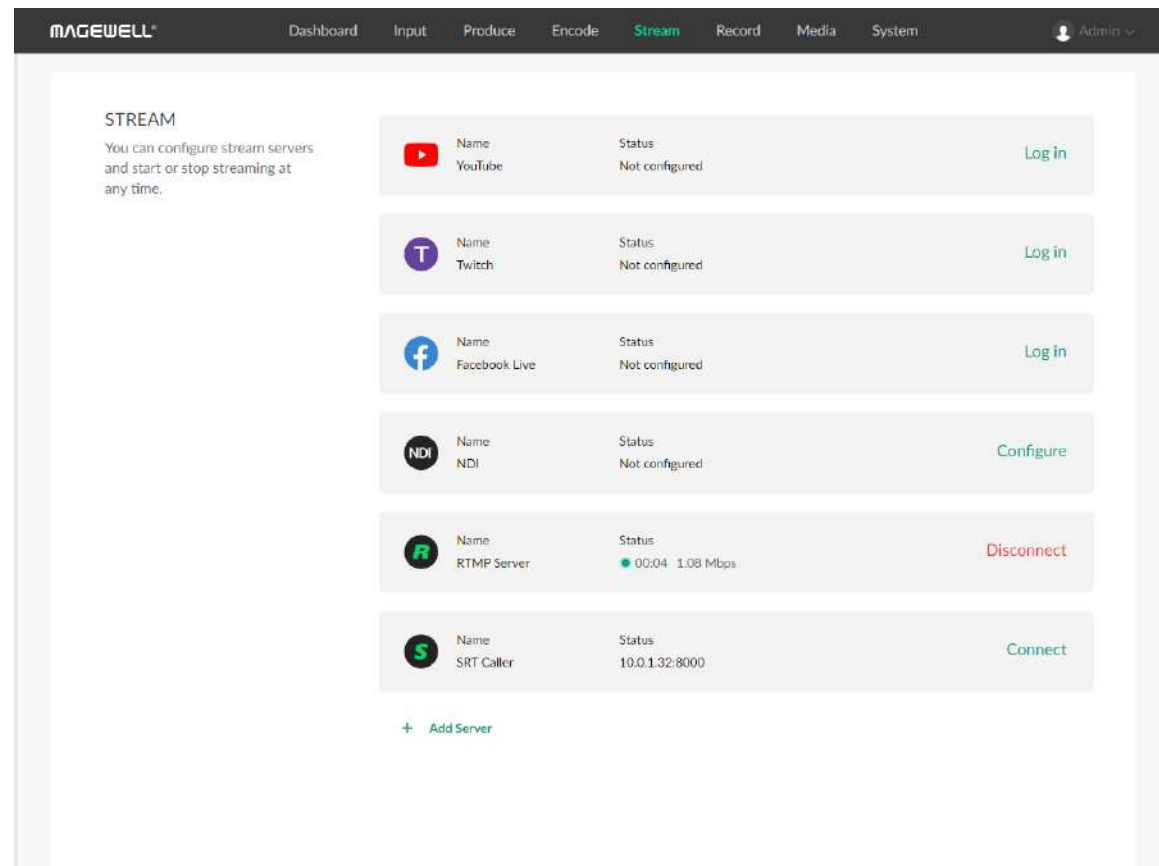 MAGEWELL®
Dashboard Input Produce Encode Stream Record Media System
Admin
STREAM
You can configure stream servers
and start or stop streaming at
any time.
Name Status
YouTube Not configured
Log in
T
Name Status
Twitch Not configured
Log in
f
Name Status
Facebook Live Not configured
Log in
NDI
Name Status
NDI Not configured
Configure
R
Name Status
RTMP Server 00:04 1.08 Mbps
Disconnect
S
Name Status
SRT Caller 10.0.1.32:8000
Connect
+ Add Server